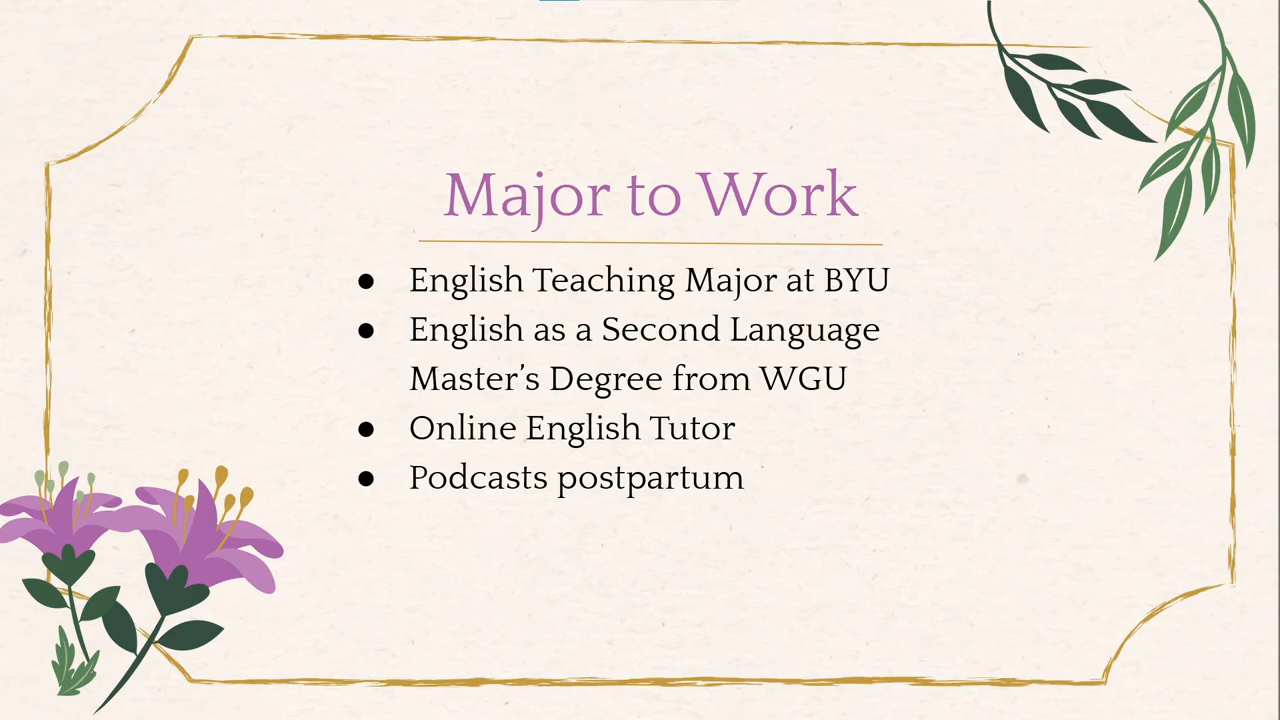 Major to Work
● English Teaching Major at BYU
● English as a Second Language
Master’s Degree from WGU
● Online English Tutor
● Podcasts postpartum